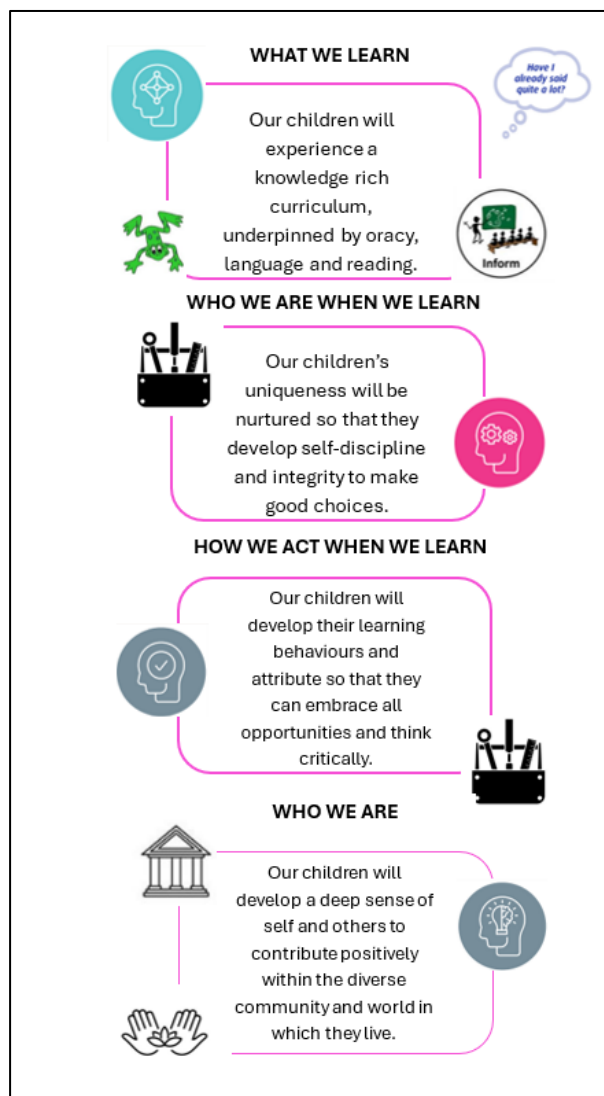 WHAT WE LEARN
Have I
already said
quite a lot?
Our children will
experience a
knowledge rich
curriculum,
underpinned by oracy,
language and reading.
Inform
WHO WE ARE WHEN WE LEARN
Our children’s
uniqueness will be
nurtured so that they
develop self-discipline
and integrity to make
good choices.
HOW WE ACT WHEN WE LEARN
Our children will
develop their learning
behaviours and
attribute so that they
can embrace all
opportunities and think
critically.
WHO WE ARE
Our children will
develop a deep sense of
self and others to
contribute positively
within the diverse
community and world in
which they live.